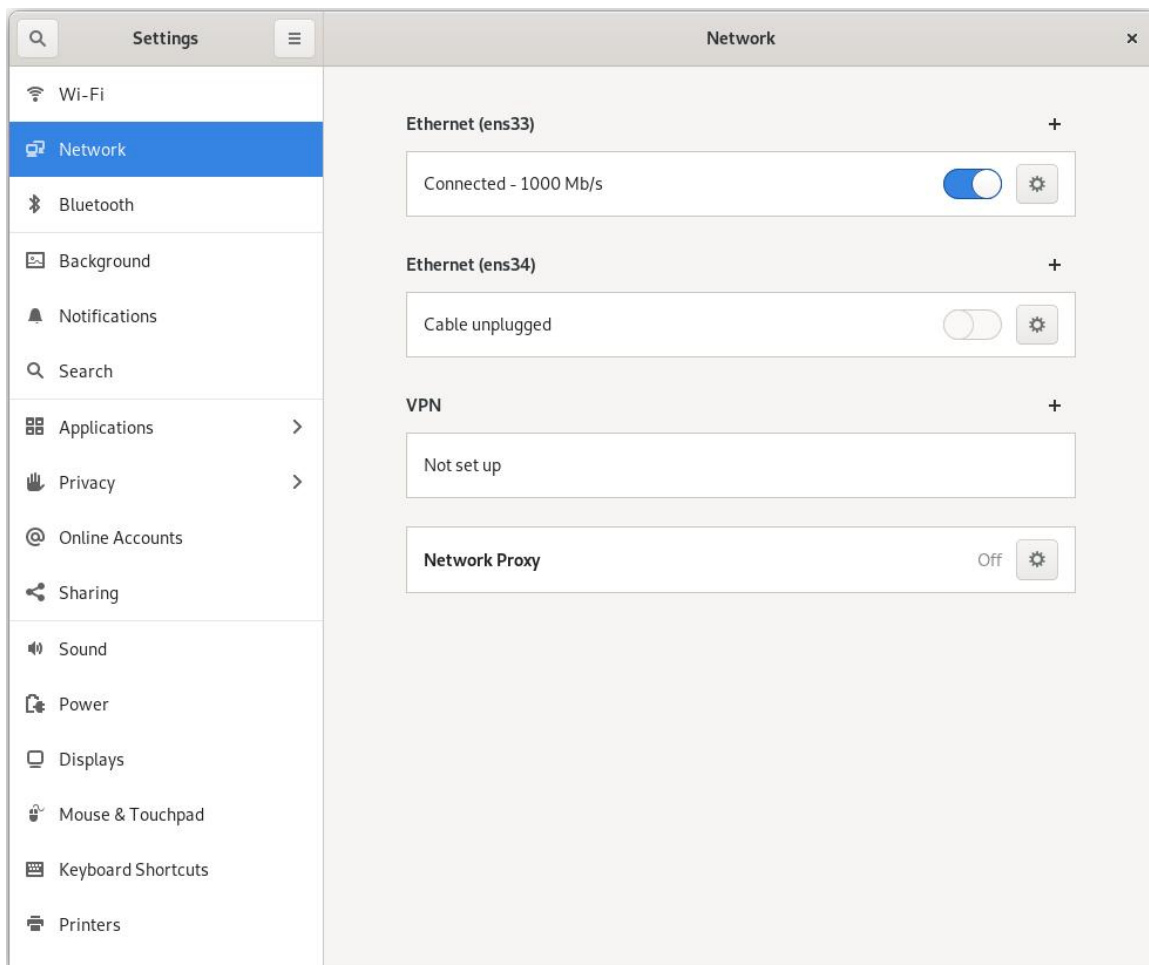 Settings
Network
Wi-Fi
Network
Bluetooth
Background
Notifications
Search
Applications
Privacy
Online Accounts
Sharing
Sound
Power
Displays
Mouse & Touchpad
Keyboard Shortcuts
Printers
Ethernet (ens33)
Connected - 1000 Mb/s
Ethernet (ens34)
Cable unplugged
VPN
Not set up
Network Proxy Off